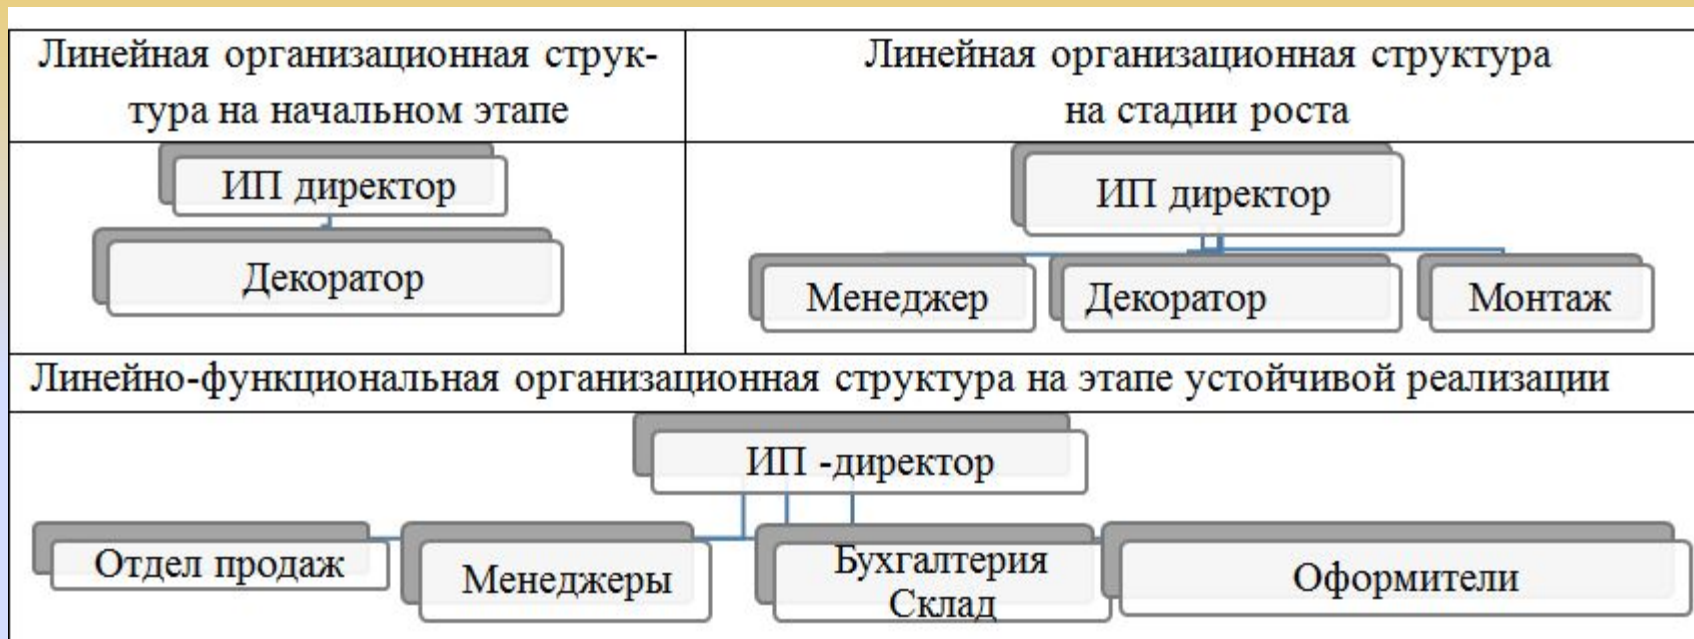 Линейная организационная струк-
тура на начальном этапе
Линейная организационная структура
на стадии роста
ИП директор
Декоратор
ИП директор
Менеджер
Декоратор
Монтаж
Линейно-функциональная организационная структура на этапе устойчивой реализации
ИП -директор
Отдел продаж
Менеджеры
Бухгалтерия
Склад
Оформители